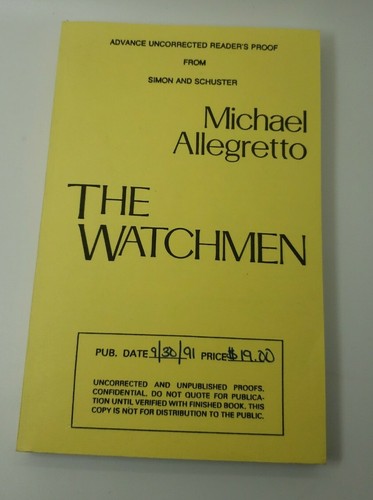 ADVANCE UNCORRECTED READER'S PROOF
FROM
SIMON AND SCHUSTER
Michael
Allegretto
THE
WATCHMEN
PUB. DATE 9/30/91 PRICE $19.00
UNCORRECTED AND UNPUBLISHED PROOFS.
CONFIDENTIAL. DO NOT QUOTE FOR PUBLICA-
TION UNTIL VERIFIED WITH FINISHED BOOK. THIS
COPY IS NOT FOR DISTRIBUTION TO THE PUBLIC.